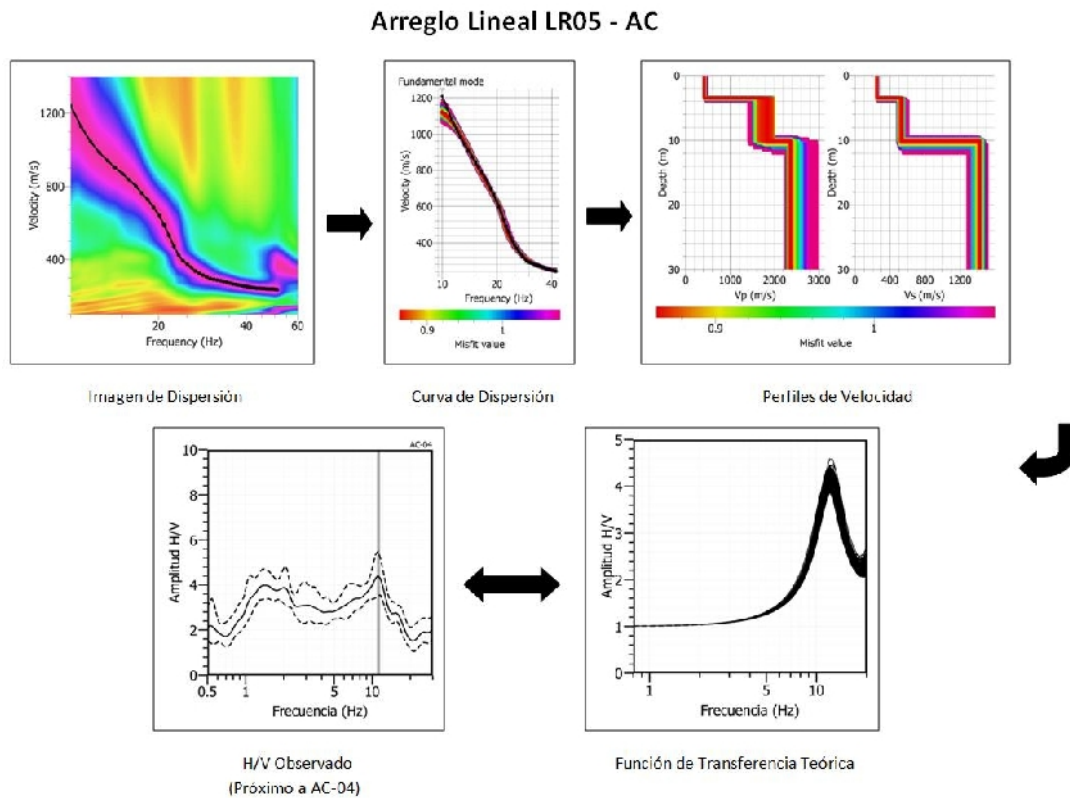 Arreglo Lineal LR05 - AC
1200
800
400
Velocity (m/s)
20
40
60
Frequency (Hz)
Imagen de Dispersión
Fundamental mode
1200
1000
800
600
400
Velocity (m/s)
10
20
40
Frequency (Hz)
0.9
1
Misfit value
Curva de Dispersión
0
10
20
30
Depth (m)
0
1000
2000
3000
Vp (m/s)
0
10
20
30
Depth (m)
400
800
1200
Vs (m/s)
0.9
1
Misfit value
Perfiles de Velocidad
AC-04
10
8
6
4
2
0
Amplitud H/V
0.5
1
5
10
Frecuencia (Hz)
H/V Observado
(Próximo a AC-04)
5
4
3
2
1
0
Amplitud H/V
1
5
10
Frecuencia (Hz)
Función de Transferencia Teórica